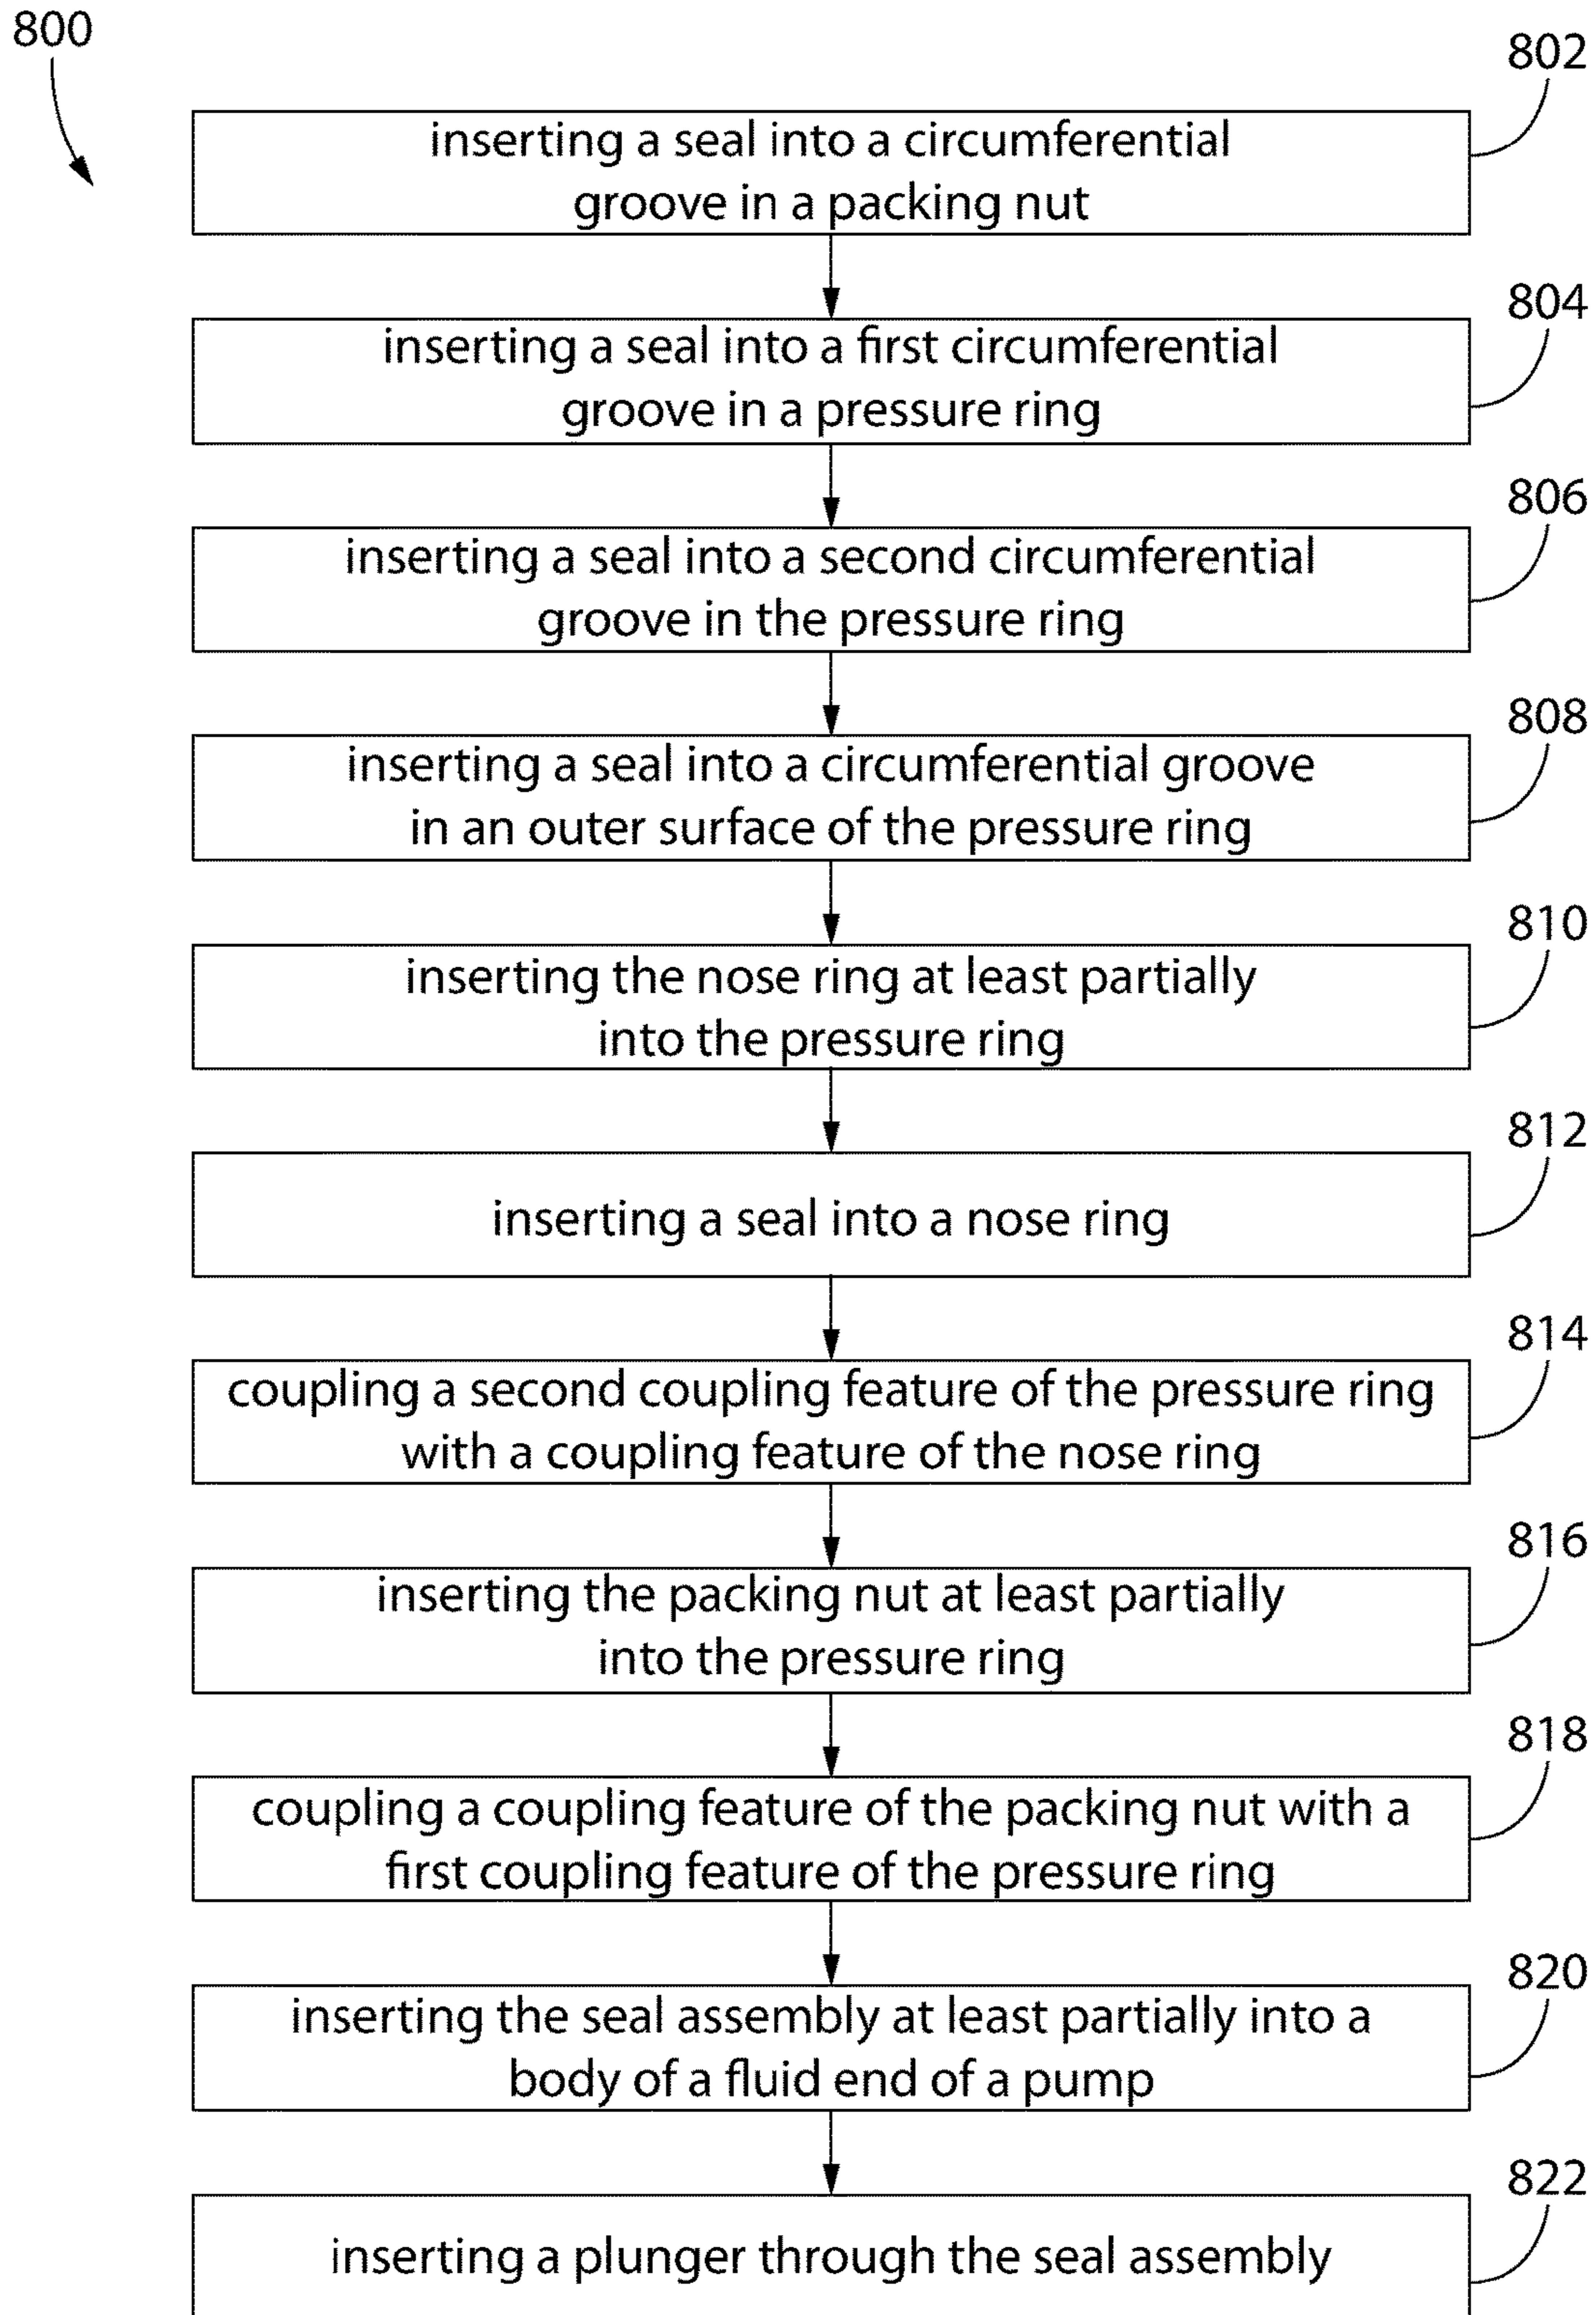 800
802
inserting a seal into a circumferential
groove in a packing nut
804
inserting a seal into a first circumferential
groove in a pressure ring
806
inserting a seal into a second circumferential
groove in the pressure ring
808
inserting a seal into a circumferential groove
in an outer surface of the pressure ring
810
inserting the nose ring at least partially
into the pressure ring
812
inserting a seal into a nose ring
814
coupling a second coupling feature of the pressure ring
with a coupling feature of the nose ring
816
inserting the packing nut at least partially
into the pressure ring
818
coupling a coupling feature of the packing nut with a
first coupling feature of the pressure ring
820
inserting the seal assembly at least partially into a
body of a fluid end of a pump
822
inserting a plunger through the seal assembly